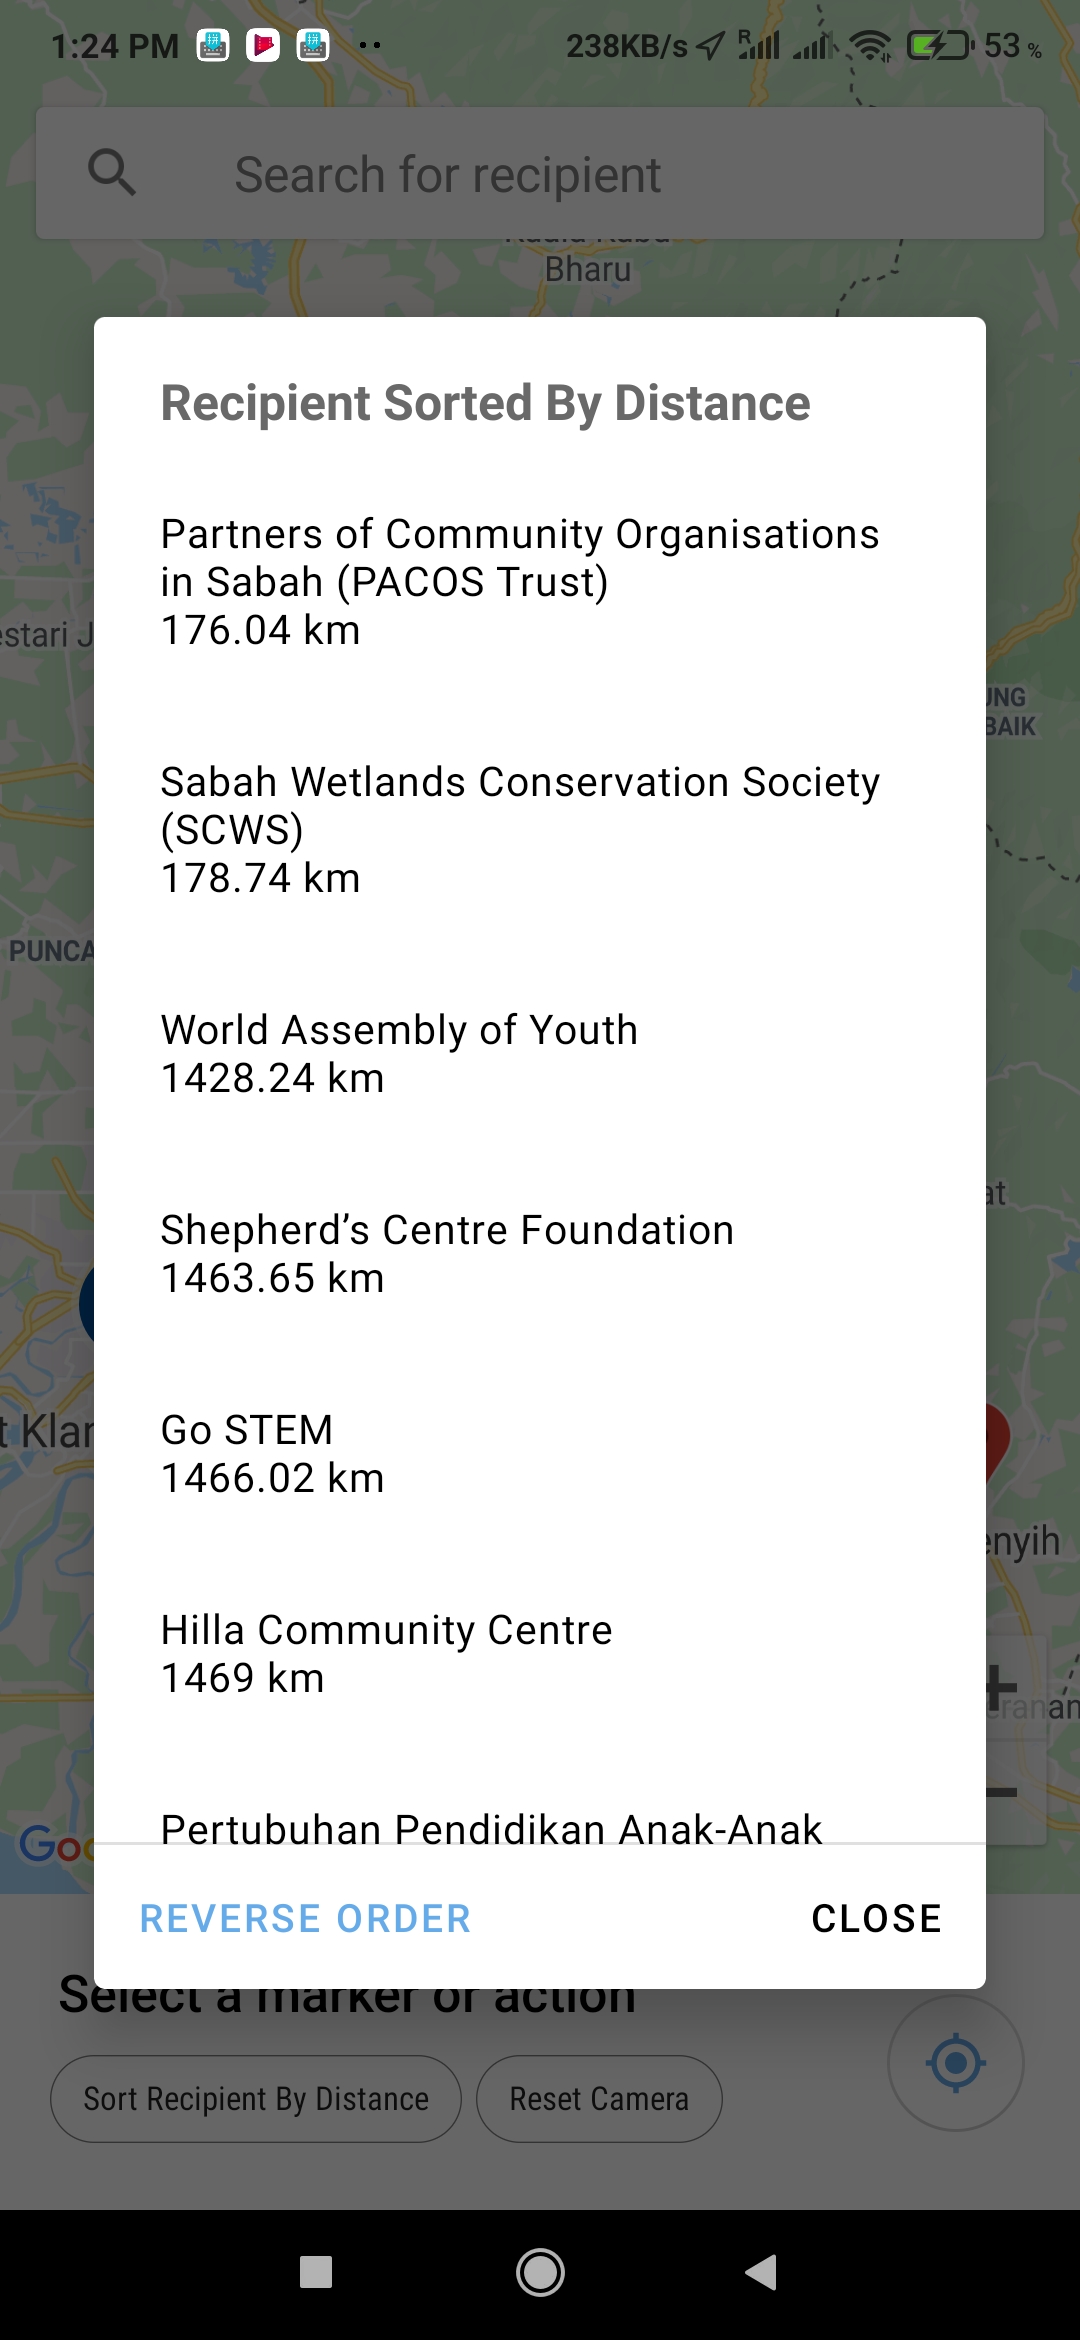 1:24 PM
238KB/s
R
53 %
Search for recipient
Bharu
Recipient Sorted By Distance
Partners of Community Organisations
in Sabah (PACOS Trust)
176.04 km
estari J
UNG
BAIK
Sabah Wetlands Conservation Society
(SCWS)
178.74 km
PUNCA
World Assembly of Youth
1428.24 km
at
Shepherd’s Centre Foundation
1463.65 km
Go STEM
1466.02 km
t Klan
enyih
Hilla Community Centre
1469 km
eranan
Pertubuhan Pendidikan Anak-Anak
Goo
REVERSE ORDER
CLOSE
Select a marker or action
Sort Recipient By Distance
Reset Camera